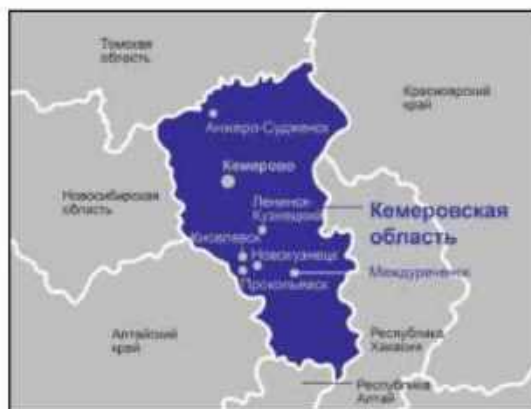 Томская
область
Красноярский
край
Анжеро-Судженск
Кемерово
Новосибирская
область
Ленинск-
Кузнецкий
Кемеровская
область
Киселевск
Новокузнецк
Междуреченск
Прокопьевск
Алтайский
край
Республика
Хакасия
Республика
Алтай